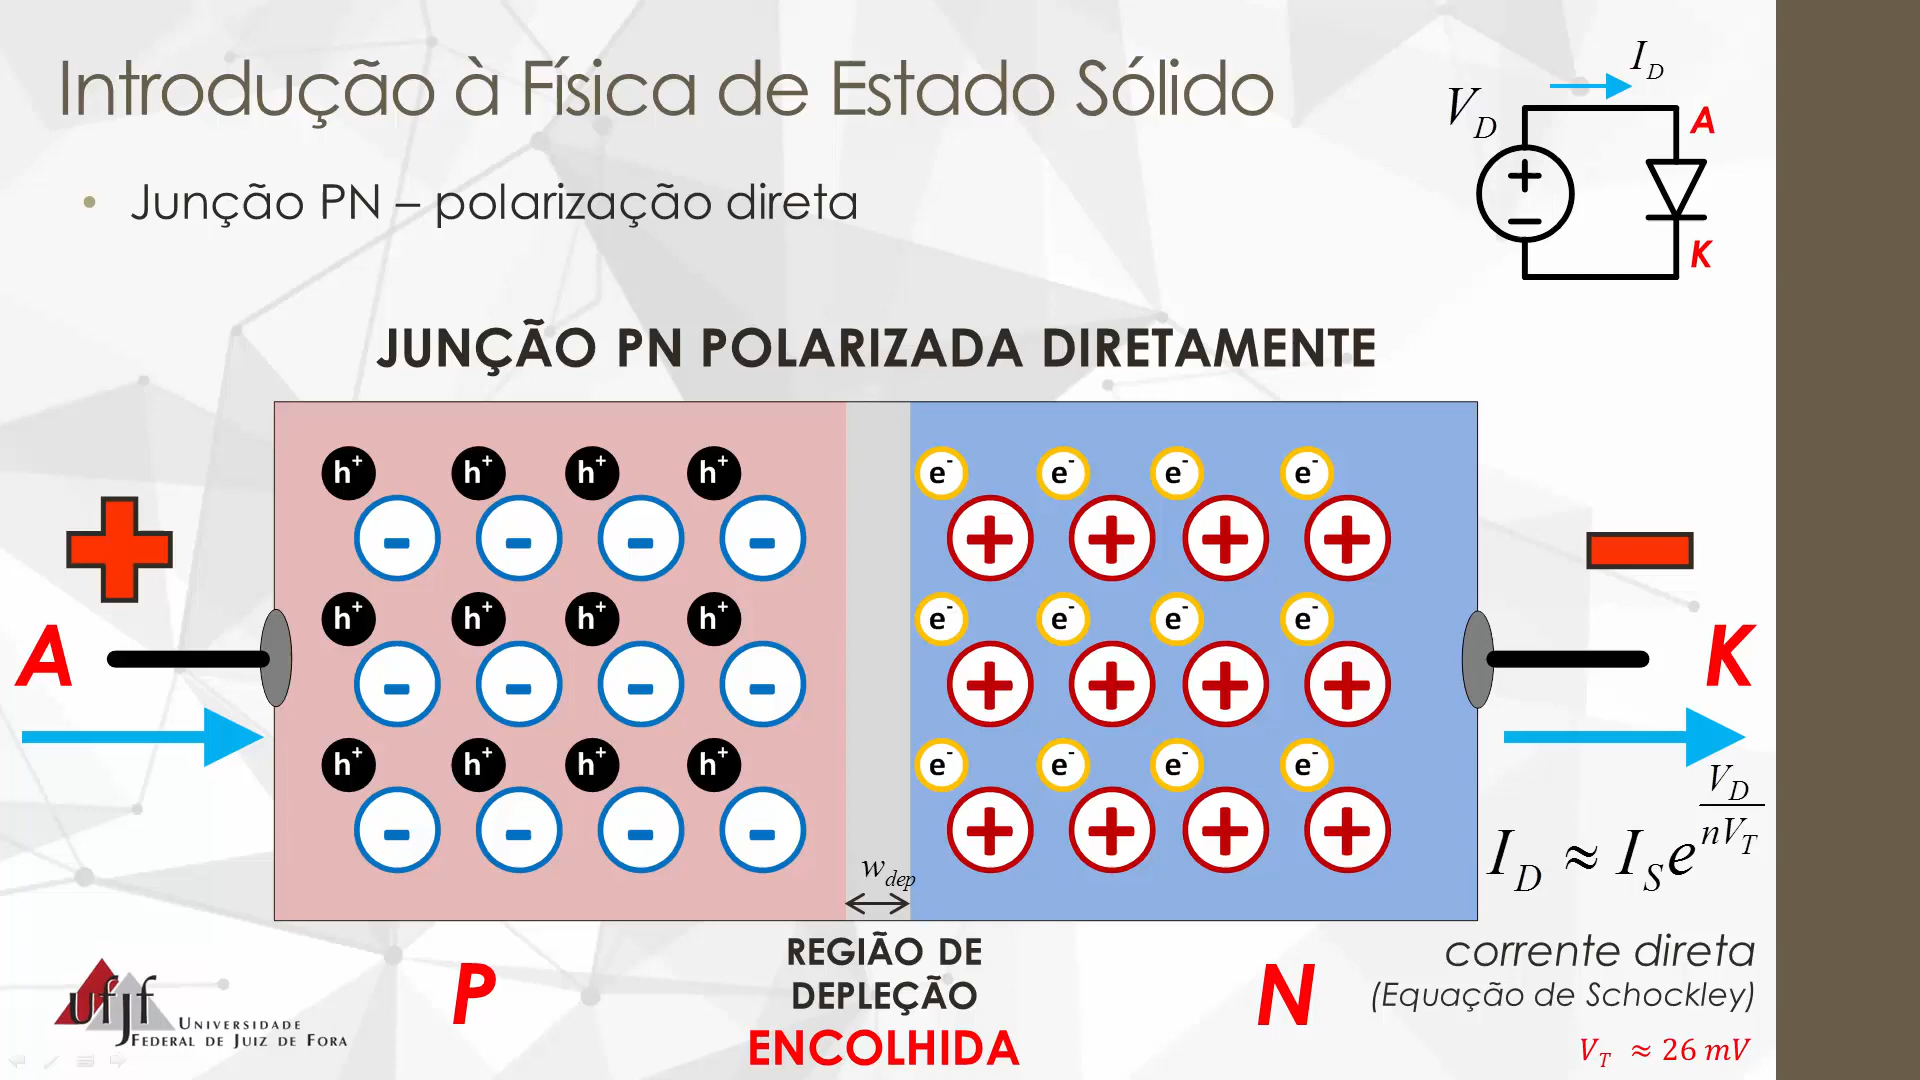 Introdução à Física de Estado Sólido
• Junção PN – polarização direta
I_D
V_D
A
+
−
K
JUNÇÃO PN POLARIZADA DIRETAMENTE
h⁺ h⁺ h⁺ h⁺ e⁻ e⁻ e⁻ e⁻
- - - - + + + +
+ −
h⁺ h⁺ h⁺ h⁺ e⁻ e⁻ e⁻ e⁻
A - - - - + + + + K
h⁺ h⁺ h⁺ h⁺ e⁻ e⁻ e⁻ e⁻
- - - - + + + +
w_dep
I_D ≈ I_S e^(V_D/nV_T)
P
REGIÃO DE
DEPLEÇÃO
ENCOLHIDA
N
corrente direta
(Equação de Schockley)
V_T ≈ 26 mV
ufjf
UNIVERSIDADE
FEDERAL DE JUIZ DE FORA